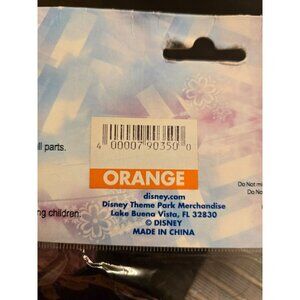 ll parts.
4 00007 90350 0
ORANGE
disney.com
Disney Theme Park Merchandise
Lake Buena Vista, FL 32830
© DISNEY
MADE IN CHINA
ng children.
Do Not mi
Do No